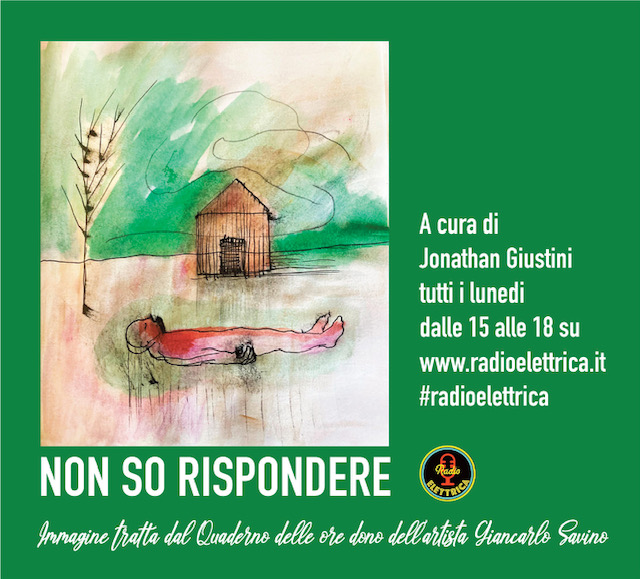 A cura di
Jonathan Giustini
tutti i lunedi
dalle 15 alle 18 su
www.radioelettrica.it
#radioelettrica
NON SO RISPONDERE
Radio
ELETTRICA
Immagine tratta dal Quaderno delle ore dono dell'artista Giancarlo Savino